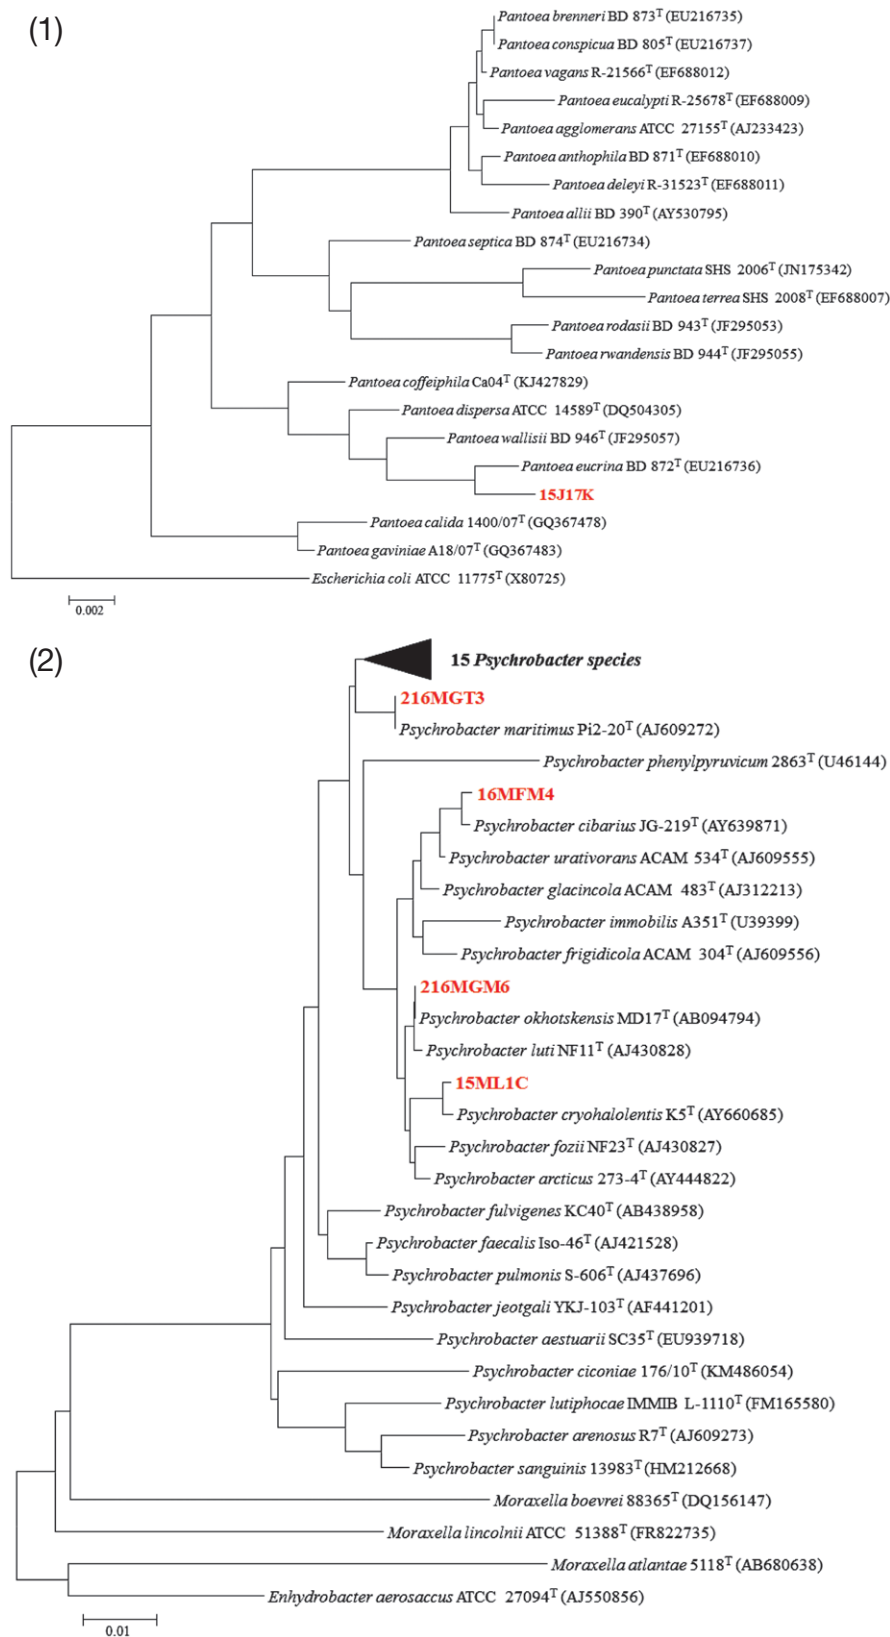 (1)
Pantoea brenneri BD 873T (EU216735)
Pantoea conspicua BD 805T (EU216737)
Pantoea vagans R-21566T (EF688012)
Pantoea eucalypti R-25678T (EF688009)
Pantoea agglomerans ATCC 27155T (AJ233423)
Pantoea anthophila BD 871T (EF688010)
Pantoea deleyi R-31523T (EF688011)
Pantoea allii BD 390T (AY530795)
Pantoea septica BD 874T (EU216734)
Pantoea punctata SHS 2006T (JN175342)
Pantoea terrea SHS 2008T (EF688007)
Pantoea rodasii BD 943T (JF295053)
Pantoea rwandensis BD 944T (JF295055)
Pantoea coffeiphila Ca04T (KJ427829)
Pantoea dispersa ATCC 14589T (DQ504305)
Pantoea wallisii BD 946T (JF295057)
Pantoea eucrina BD 872T (EU216736)
15J17K
Pantoea calida 1400/07T (GQ367478)
Pantoea gaviniae A18/07T (GQ367483)
Escherichia coli ATCC 11775T (X80725)
0.002
(2)
15 Psychrobacter species
216MGT3
Psychrobacter maritimus Pi2-20T (AJ609272)
Psychrobacter phenylpyruvicum 2863T (U46144)
16MFM4
Psychrobacter cibarius JG-219T (AY639871)
Psychrobacter urativorans ACAM 534T (AJ609555)
Psychrobacter glacincola ACAM 483T (AJ312213)
Psychrobacter immobilis A351T (U39399)
Psychrobacter frigidicola ACAM 304T (AJ609556)
216MGM6
Psychrobacter okhotskensis MD17T (AB094794)
Psychrobacter luti NF11T (AJ430828)
15ML1C
Psychrobacter cryohalolentis K5T (AY660685)
Psychrobacter fozii NF23T (AJ430827)
Psychrobacter arcticus 273-4T (AY444822)
Psychrobacter fulvigenes KC40T (AB438958)
Psychrobacter faecalis Iso-46T (AJ421528)
Psychrobacter pulmonis S-606T (AJ437696)
Psychrobacter jeotgali YKJ-103T (AF441201)
Psychrobacter aestuarii SC35T (EU939718)
Psychrobacter ciconiae 176/10T (KM486054)
Psychrobacter lutiphocae IMMIB L-1110T (FM165580)
Psychrobacter arenosus R7T (AJ609273)
Psychrobacter sanguinis 13983T (HM212668)
Moraxella boevrei 88365T (DQ156147)
Moraxella lincolnii ATCC 51388T (FR822735)
Moraxella atlantae 5118T (AB680638)
Enhydrobacter aerosaccus ATCC 27094T (AJ550856)
0.01